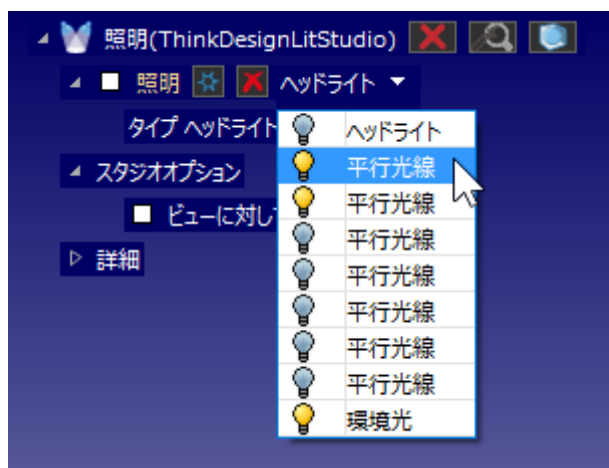 照明(ThinkDesignLitStudio)
照明 ヘッドライト
タイプ ヘッドライト
ヘッドライト
平行光線
スタジオオプション
平行光線
ビューに対し
平行光線
詳細
平行光線
平行光線
平行光線
平行光線
環境光